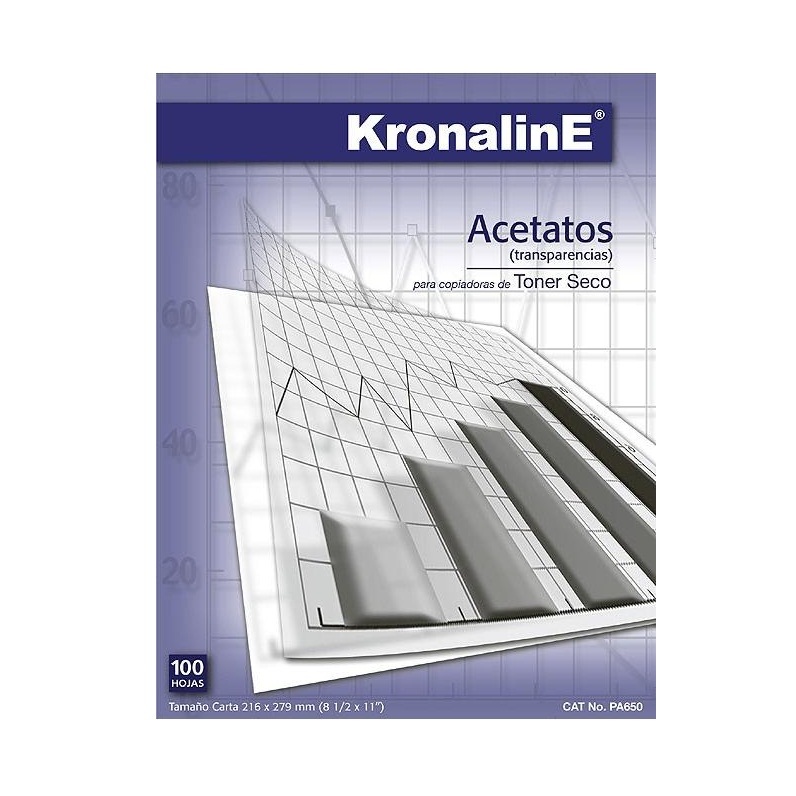 KronalinE®
Acetatos
(transparencias)
para copiadoras de Toner Seco
80
60
40
20
100
HOJAS
Tamaño Carta 216 x 279 mm (8 1/2 x 11")
CAT No. PA650